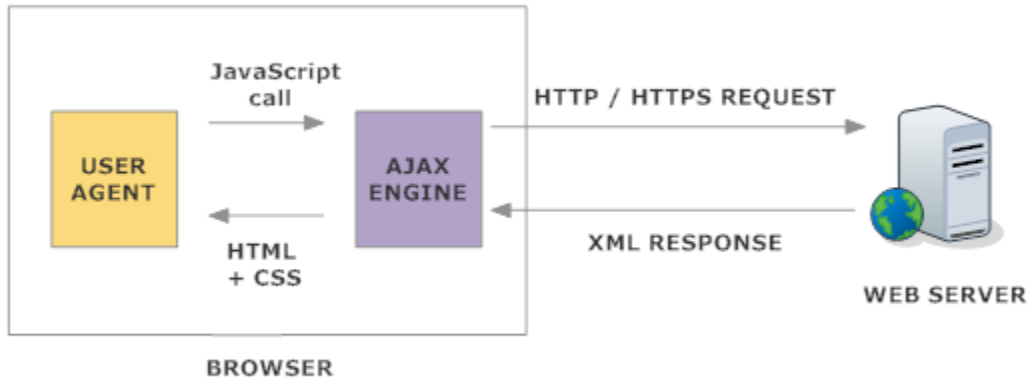 JavaScript
call
HTTP / HTTPS REQUEST
USER
AGENT
AJAX
ENGINE
HTML
+ CSS
XML RESPONSE
WEB SERVER
BROWSER